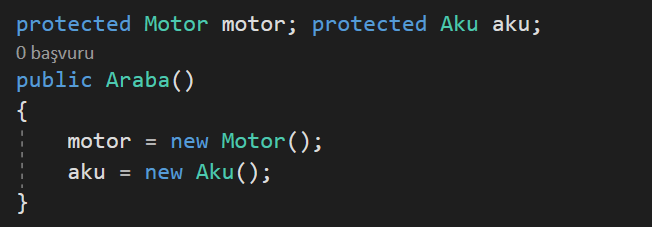 protected Motor motor; protected Aku aku;
0 başvuru
public Araba()
{
motor = new Motor();
aku = new Aku();
}